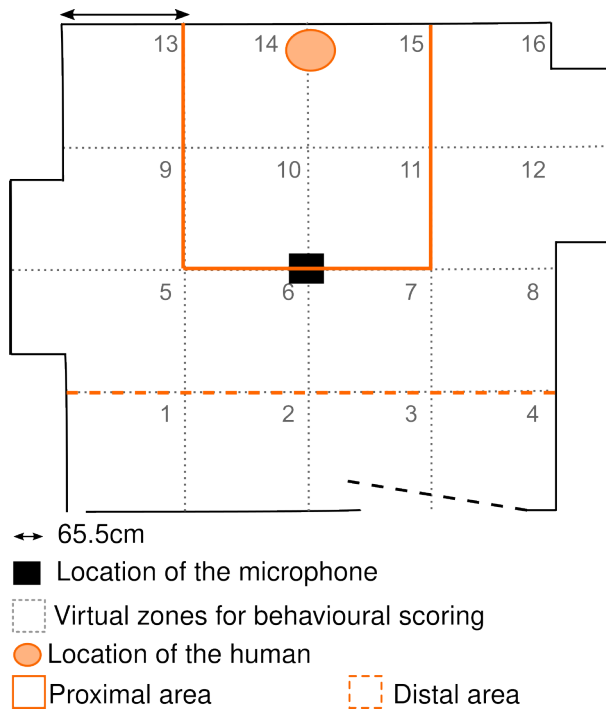 13 14 15 16
9 10 11 12
5 6 7 8
1 2 3 4
65.5cm
Location of the microphone
Virtual zones for behavioural scoring
Location of the human
Proximal area Distal area